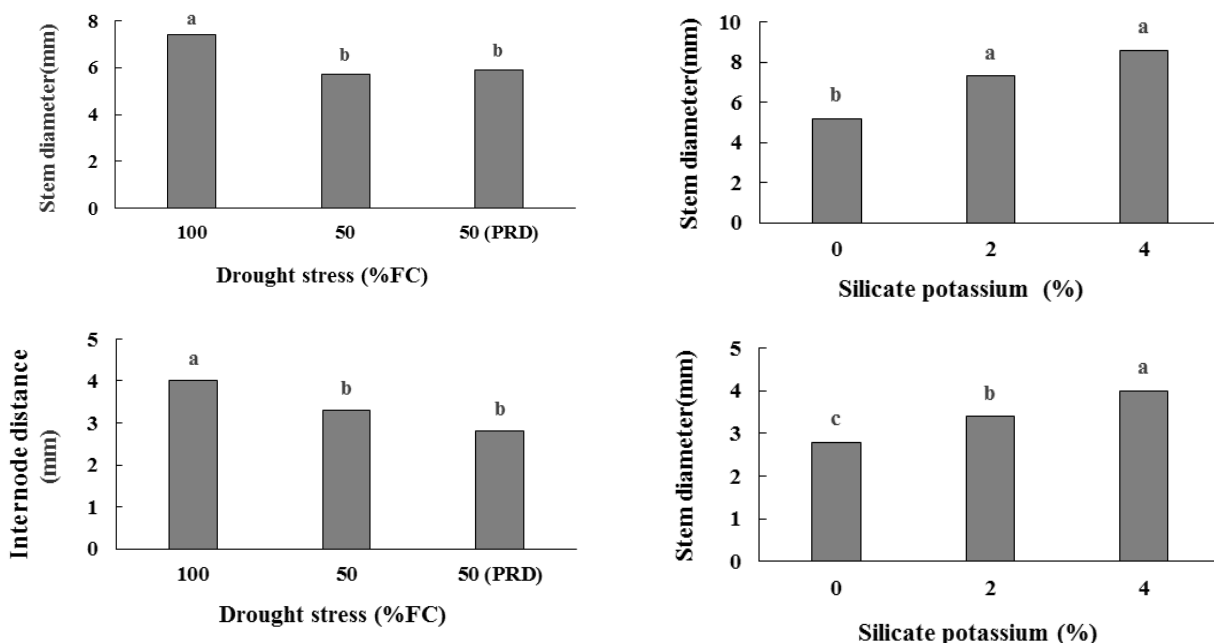 Stem diameter(mm)
8
6
4
2
0
a
b
b
100 50 50 (PRD)
Drought stress (%FC)
Stem diameter(mm)
10
8
6
4
2
0
b
a
a
0 2 4
Silicate potassium (%)
Internode distance
(mm)
5
4
3
2
1
0
a
b
b
100 50 50 (PRD)
Drought stress (%FC)
Stem diameter(mm)
5
4
3
2
1
0
c
b
a
0 2 4
Silicate potassium (%)